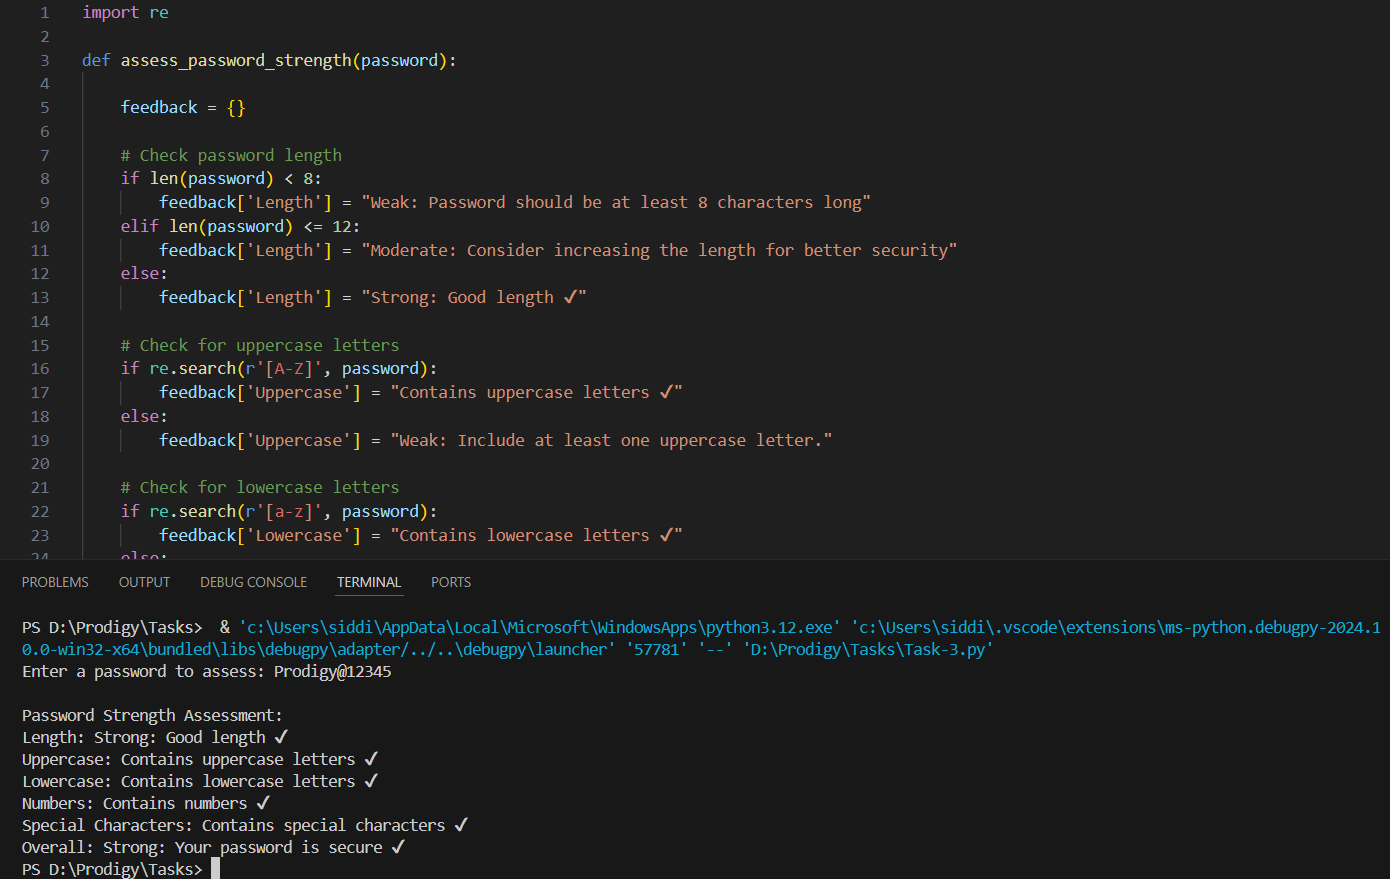 1 import re
2
3 def assess_password_strength(password):
4
5 feedback = {}
6
7 # Check password length
8 if len(password) < 8:
9 feedback['Length'] = "Weak: Password should be at least 8 characters long"
10 elif len(password) <= 12:
11 feedback['Length'] = "Moderate: Consider increasing the length for better security"
12 else:
13 feedback['Length'] = "Strong: Good length ✓"
14
15 # Check for uppercase letters
16 if re.search(r'[A-Z]', password):
17 feedback['Uppercase'] = "Contains uppercase letters ✓"
18 else:
19 feedback['Uppercase'] = "Weak: Include at least one uppercase letter."
20
21 # Check for lowercase letters
22 if re.search(r'[a-z]', password):
23 feedback['Lowercase'] = "Contains lowercase letters ✓"
24 else:
PROBLEMS OUTPUT DEBUG CONSOLE TERMINAL PORTS
PS D:\Prodigy\Tasks>  & 'c:\Users\siddi\AppData\Local\Microsoft\WindowsApps\python3.12.exe' 'c:\Users\siddi\.vscode\extensions\ms-python.debugpy-2024.1
0.0-win32-x64\bundled\libs\debugpy\adapter/../..\debugpy\launcher' '57781' '--' 'D:\Prodigy\Tasks\Task-3.py'
Enter a password to assess: Prodigy@12345
Password Strength Assessment:
Length: Strong: Good length ✓
Uppercase: Contains uppercase letters ✓
Lowercase: Contains lowercase letters ✓
Numbers: Contains numbers ✓
Special Characters: Contains special characters ✓
Overall: Strong: Your password is secure ✓
PS D:\Prodigy\Tasks>